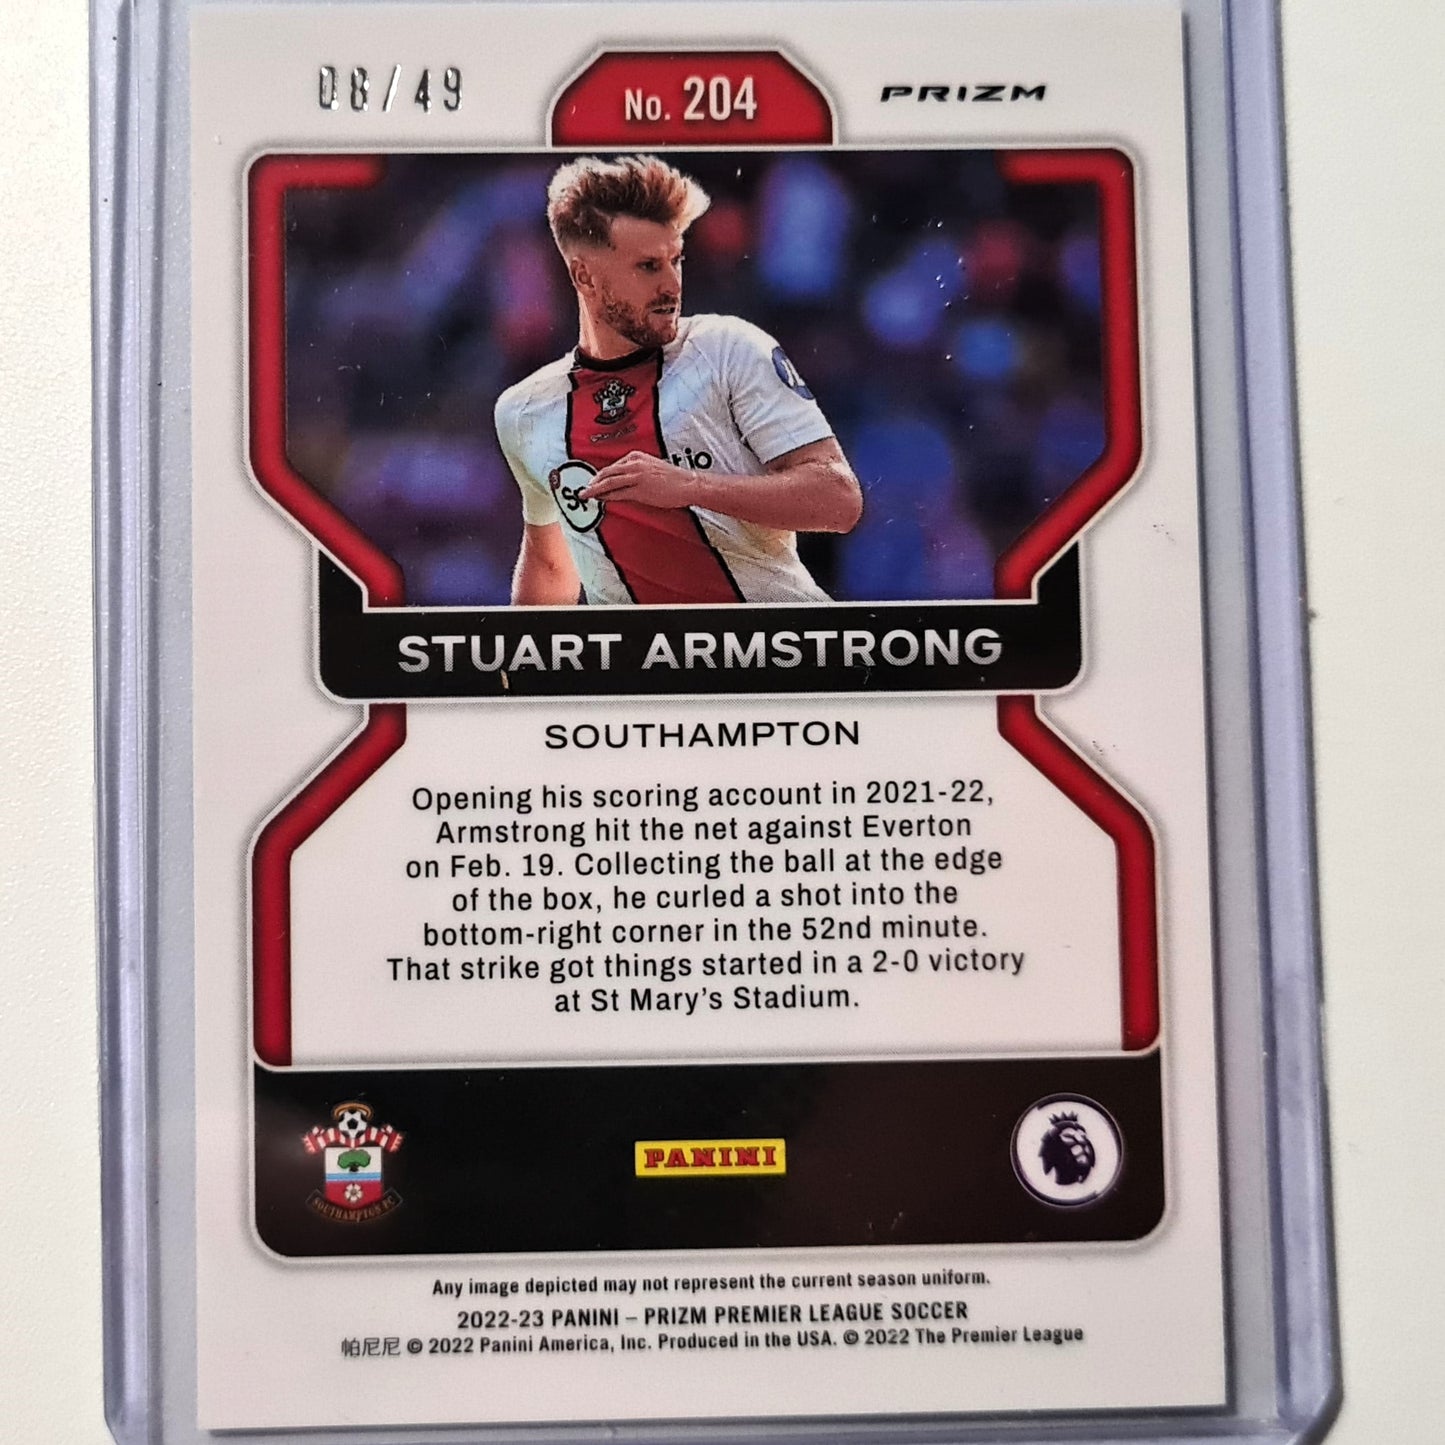 08/49
No. 204
PRIZM
STUART ARMSTRONG
SOUTHAMPTON
Opening his scoring account in 2021-22,
Armstrong hit the net against Everton
on Feb. 19. Collecting the ball at the edge
of the box, he curled a shot into the
bottom-right corner in the 52nd minute.
That strike got things started in a 2-0 victory
at St Mary's Stadium.
SOUTHAMPTON FC
PANINI
Any image depicted may not represent the current season uniform.
2022-23 PANINI – PRIZM PREMIER LEAGUE SOCCER
帕尼尼 © 2022 Panini America, Inc. Produced in the USA. © 2022 The Premier League